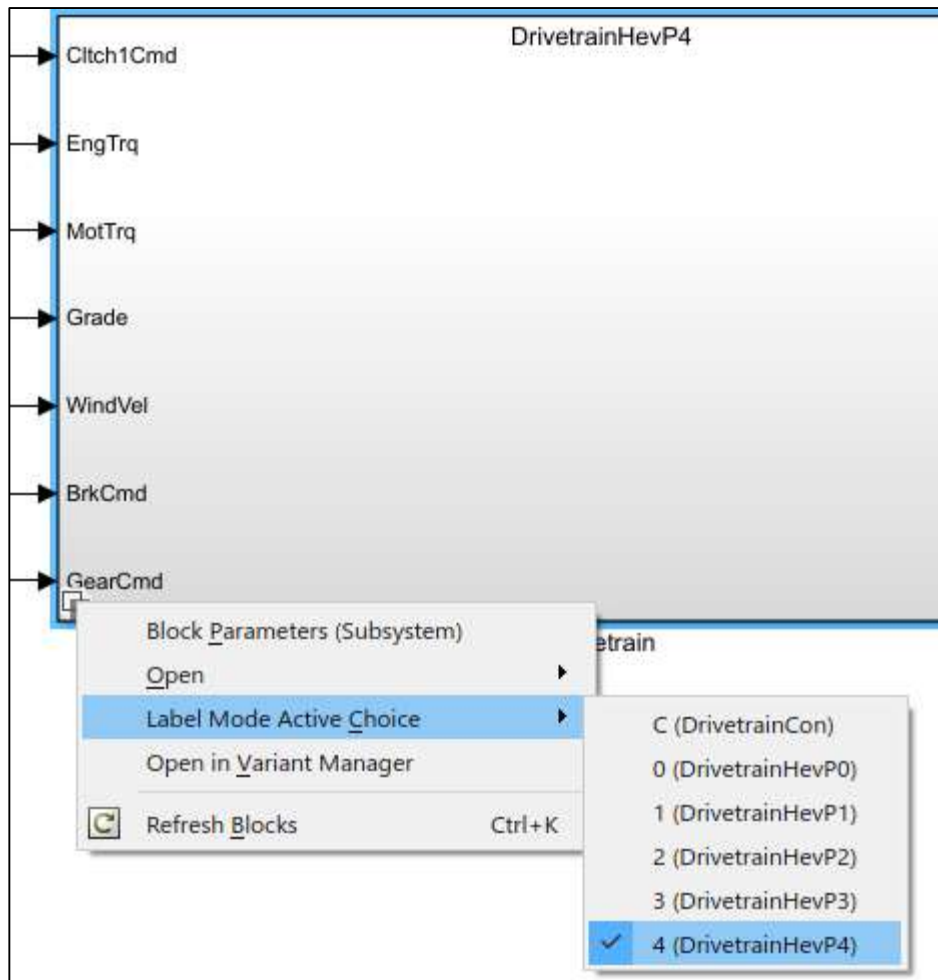 DrivetrainHevP4
Cltch1Cmd
EngTrq
MotTrq
Grade
WindVel
BrkCmd
GearCmd
Block Parameters (Subsystem)
Open
Label Mode Active Choice
Open in Variant Manager
Refresh Blocks Ctrl+K
etrain
C (DrivetrainCon)
0 (DrivetrainHevP0)
1 (DrivetrainHevP1)
2 (DrivetrainHevP2)
3 (DrivetrainHevP3)
4 (DrivetrainHevP4)